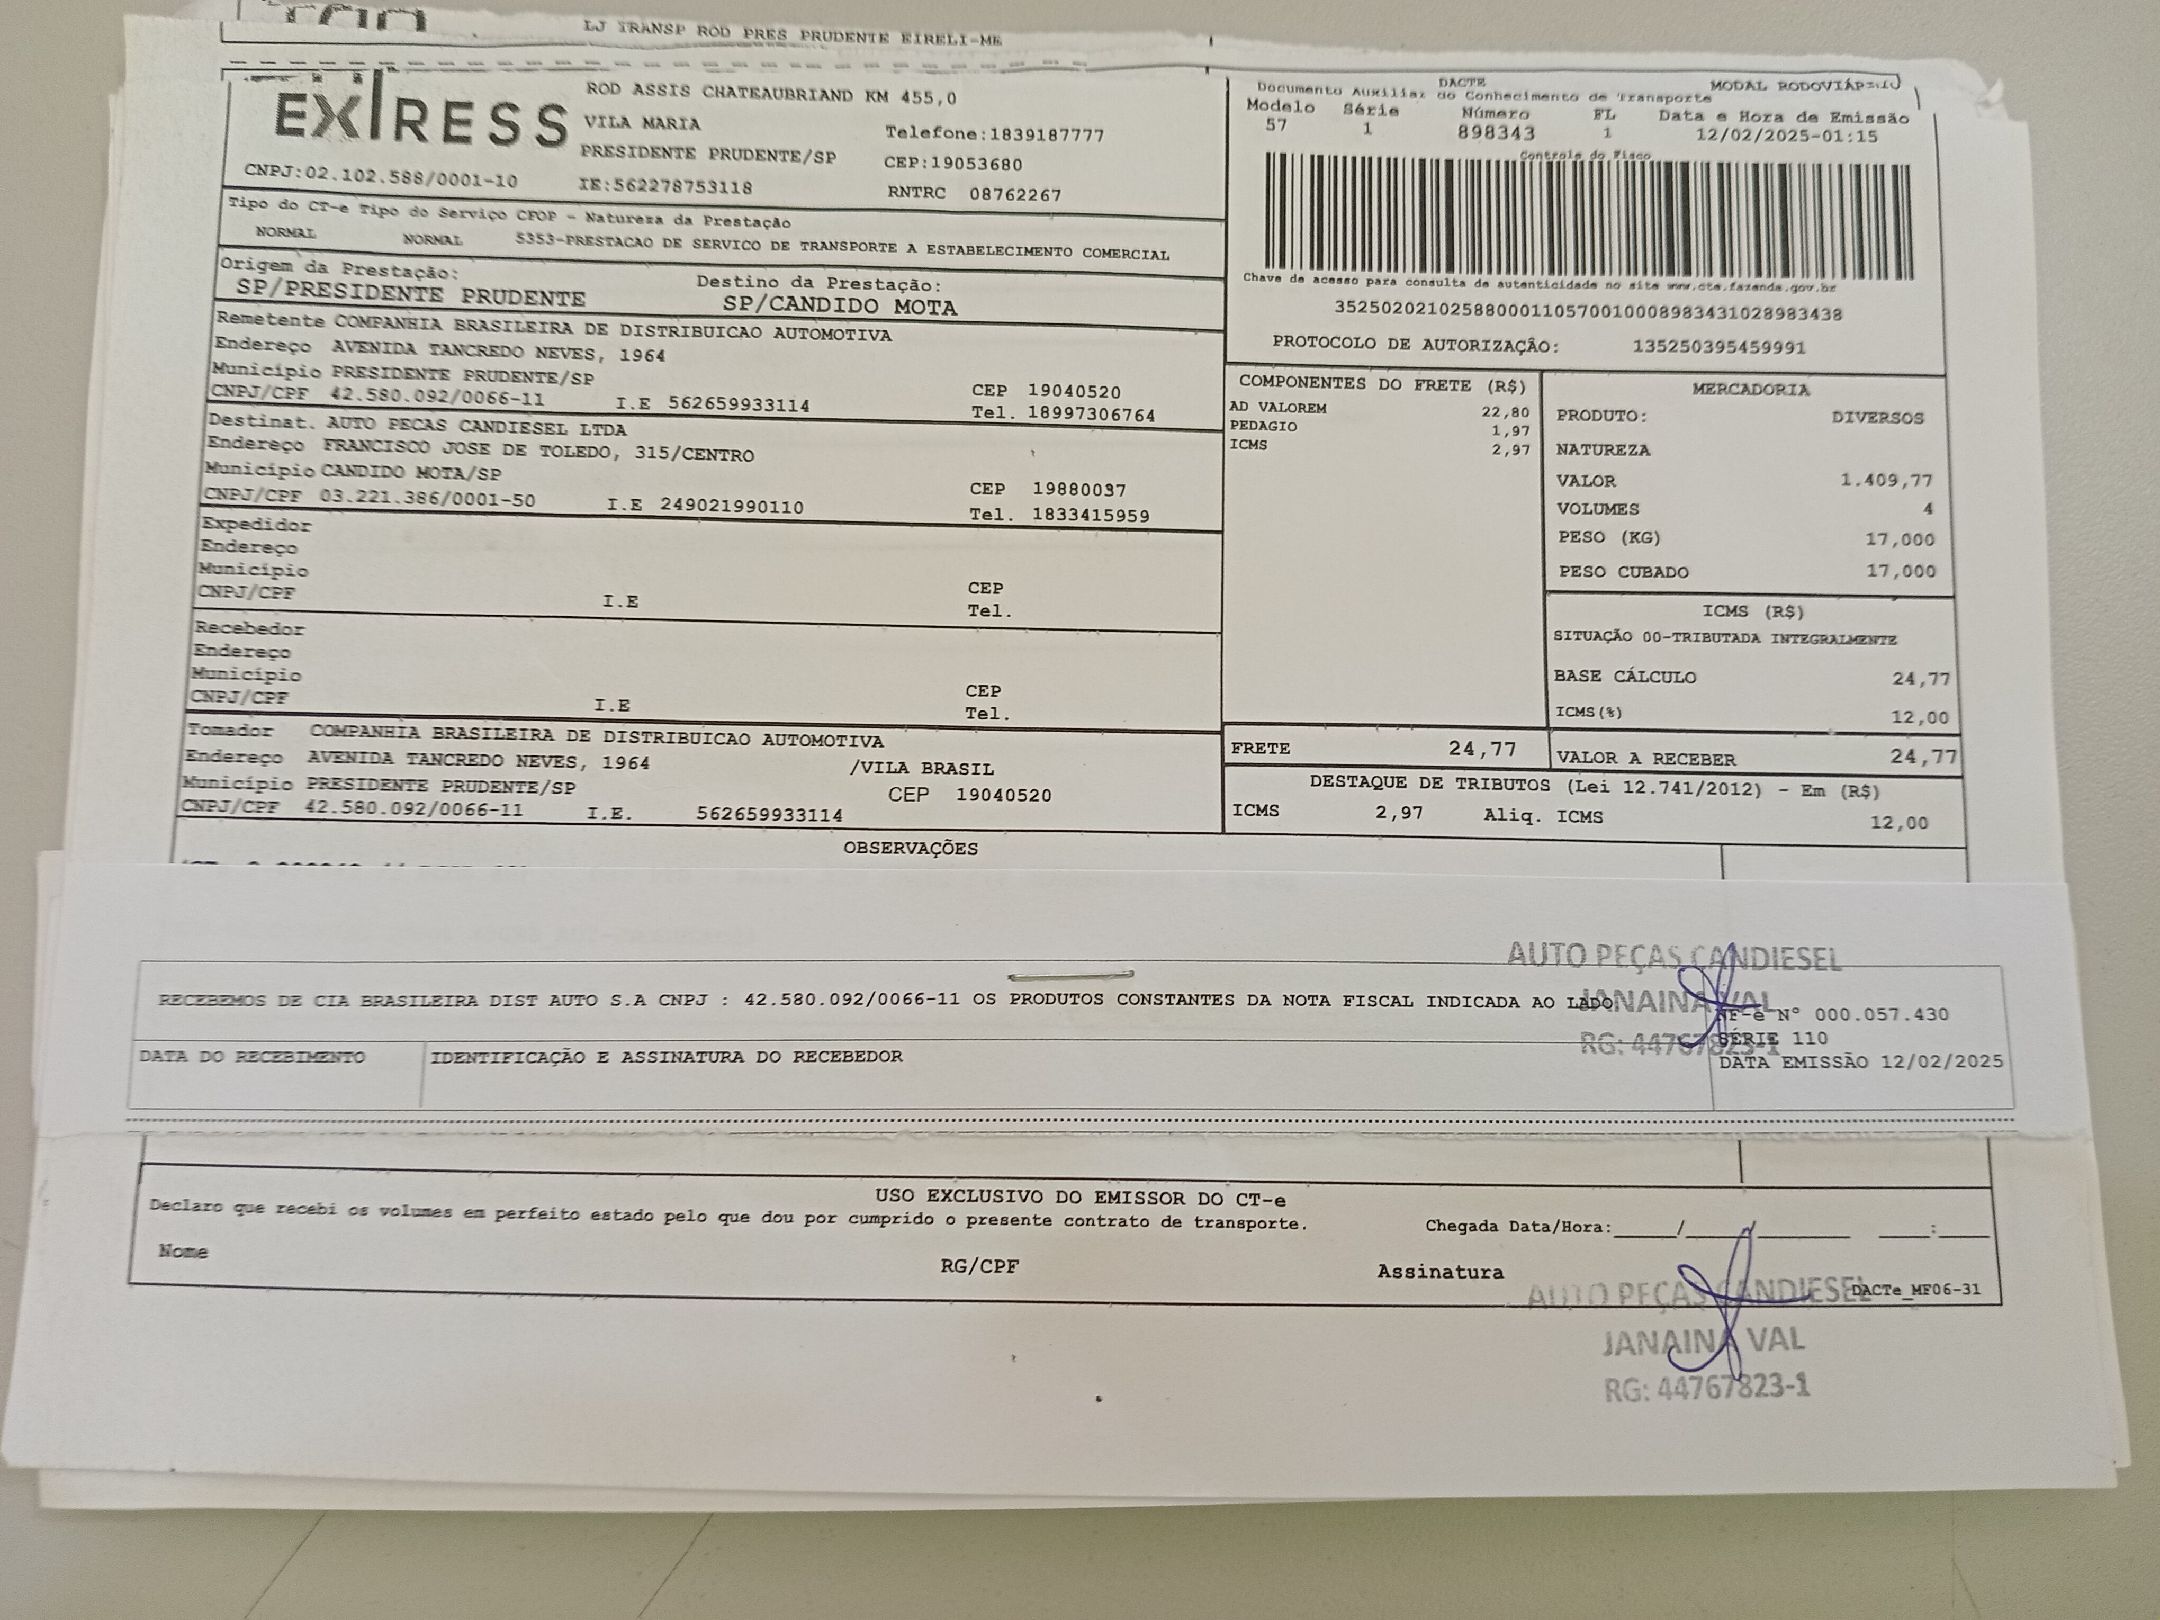 LJ TRANSP ROD PRES PRUDENTE EIRELI-ME
ROD ASSIS CHATEAUBRIAND KM 455,0
VILA MARIA
Telefone:1839187777
PRESIDENTE PRUDENTE/SP
CEP:19053680
CNPJ:02.102.588/0001-10
IE:562278753118
RNTRC 08762267
DACTE
MODAL RODOVIÁRIO
Documento Auxiliar do Conhecimento de Transporte
Modelo Série Número FL Data e Hora de Emissão
57 1 898343 1 12/02/2025-01:15
Controle do Fisco
Chave de acesso para consulta de autenticidade no site www.cte.fazenda.gov.br
35250202102588000110570010008983431028983438
PROTOCOLO DE AUTORIZAÇÃO: 135250395459991
Tipo do CT-e Tipo do Serviço CFOP - Natureza da Prestação
NORMAL NORMAL 5353-PRESTACAO DE SERVICO DE TRANSPORTE A ESTABELECIMENTO COMERCIAL
Origem da Prestação: Destino da Prestação:
SP/PRESIDENTE PRUDENTE SP/CANDIDO MOTA
Remetente COMPANHIA BRASILEIRA DE DISTRIBUICAO AUTOMOTIVA
Endereço AVENIDA TANCREDO NEVES, 1964
Município PRESIDENTE PRUDENTE/SP CEP 19040520
CNPJ/CPF 42.580.092/0066-11 I.E 562659933114 Tel. 18997306764
Destinat. AUTO PECAS CANDIESEL LTDA
Endereço FRANCISCO JOSE DE TOLEDO, 315/CENTRO
Município CANDIDO MOTA/SP CEP 19880037
CNPJ/CPF 03.221.386/0001-50 I.E 249021990110 Tel. 1833415959
Expedidor
Endereço
Município CEP
CNPJ/CPF I.E Tel.
Recebedor
Endereço
Município CEP
CNPJ/CPF I.E Tel.
Tomador COMPANHIA BRASILEIRA DE DISTRIBUICAO AUTOMOTIVA
Endereço AVENIDA TANCREDO NEVES, 1964 /VILA BRASIL
Município PRESIDENTE PRUDENTE/SP CEP 19040520
CNPJ/CPF 42.580.092/0066-11 I.E. 562659933114
COMPONENTES DO FRETE (R$)
AD VALOREM 22,80
PEDAGIO 1,97
ICMS 2,97
MERCADORIA
PRODUTO: DIVERSOS
NATUREZA
VALOR 1.409,77
VOLUMES 4
PESO (KG) 17,000
PESO CUBADO 17,000
ICMS (R$)
SITUAÇÃO 00-TRIBUTADA INTEGRALMENTE
BASE CÁLCULO 24,77
ICMS(%) 12,00
FRETE 24,77 VALOR A RECEBER 24,77
DESTAQUE DE TRIBUTOS (Lei 12.741/2012) - Em (R$)
ICMS 2,97 Aliq. ICMS 12,00
OBSERVAÇÕES
AUTO PEÇAS CANDIESEL
JANAINA VAL
RG: 44767823-1
RECEBEMOS DE CIA BRASILEIRA DIST AUTO S.A CNPJ : 42.580.092/0066-11 OS PRODUTOS CONSTANTES DA NOTA FISCAL INDICADA AO LADO
NF-e N° 000.057.430
SÉRIE 110
DATA EMISSÃO 12/02/2025
DATA DO RECEBIMENTO IDENTIFICAÇÃO E ASSINATURA DO RECEBEDOR
USO EXCLUSIVO DO EMISSOR DO CT-e
Declaro que recebi os volumes em perfeito estado pelo que dou por cumprido o presente contrato de transporte. Chegada Data/Hora:____/____/______ ___:___
Nome RG/CPF Assinatura
DACTe_MF06-31
AUTO PEÇAS CANDIESEL
JANAINA VAL
RG: 44767823-1